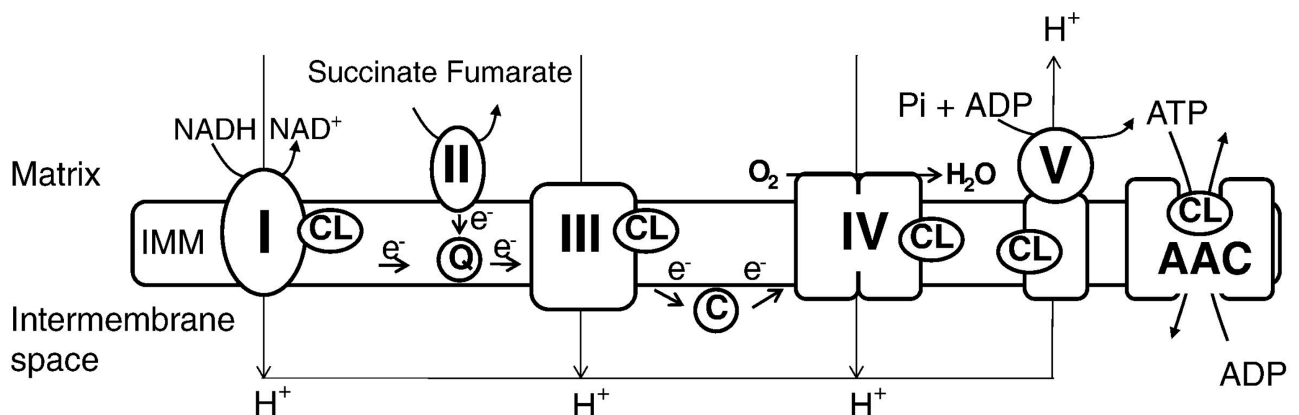 H⁺
Succinate Fumarate
Pi + ADP
ATP
NADH NAD⁺
Matrix
II
V
O₂
H₂O
CL
IMM
I
CL
e⁻
e⁻
Q
e⁻
III
CL
IV
CL
CL
AAC
e⁻
e⁻
C
Intermembrane
space
ADP
H⁺
H⁺
H⁺